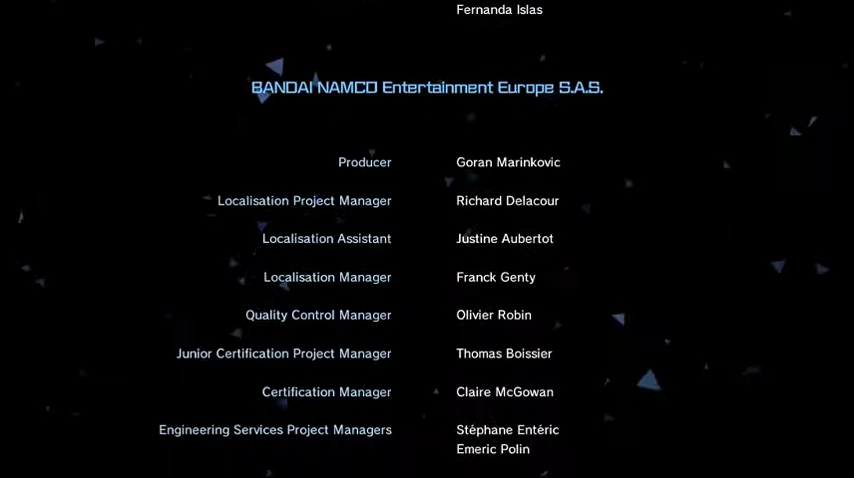 Fernanda Islas
BANDAI NAMCO Entertainment Europe S.A.S.
Producer Goran Marinkovic
Localisation Project Manager Richard Delacour
Localisation Assistant Justine Aubertot
Localisation Manager Franck Genty
Quality Control Manager Olivier Robin
Junior Certification Project Manager Thomas Boissier
Certification Manager Claire McGowan
Engineering Services Project Managers Stéphane Entéric
Emeric Polin